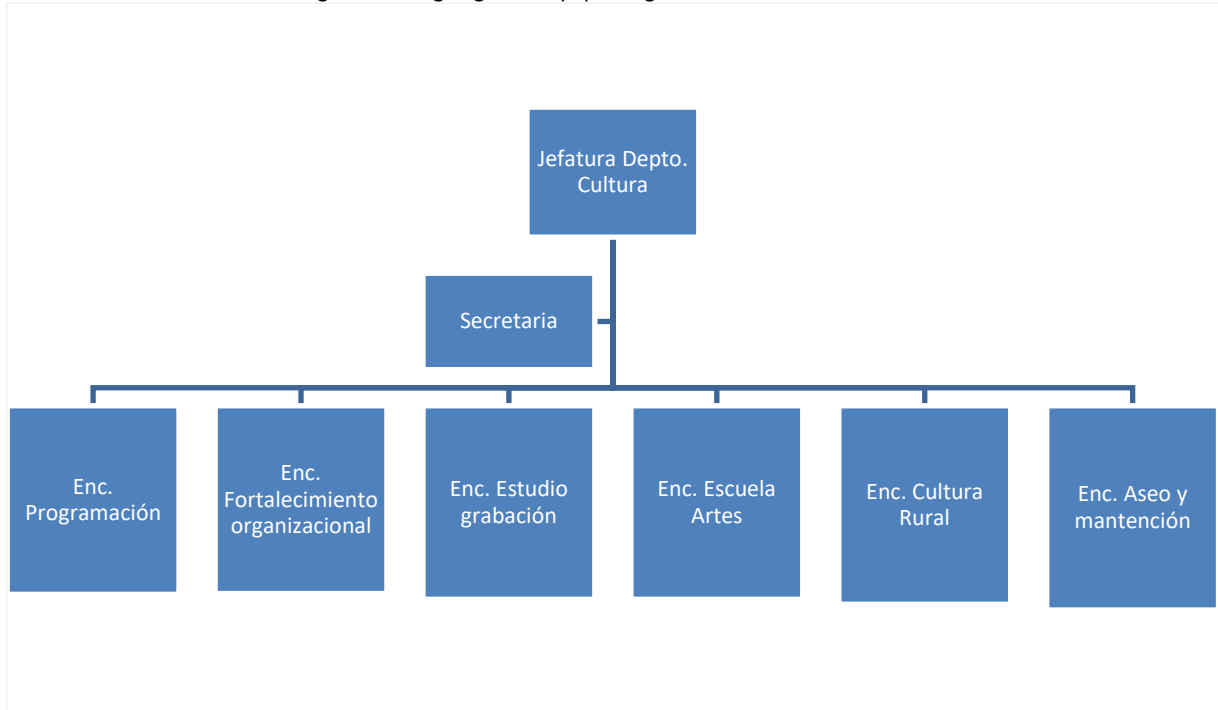 Jefatura Depto.
Cultura
Secretaria
Enc.
Programación
Enc.
Fortalecimiento
organizacional
Enc. Estudio
grabación
Enc. Escuela
Artes
Enc. Cultura
Rural
Enc. Aseo y
mantención